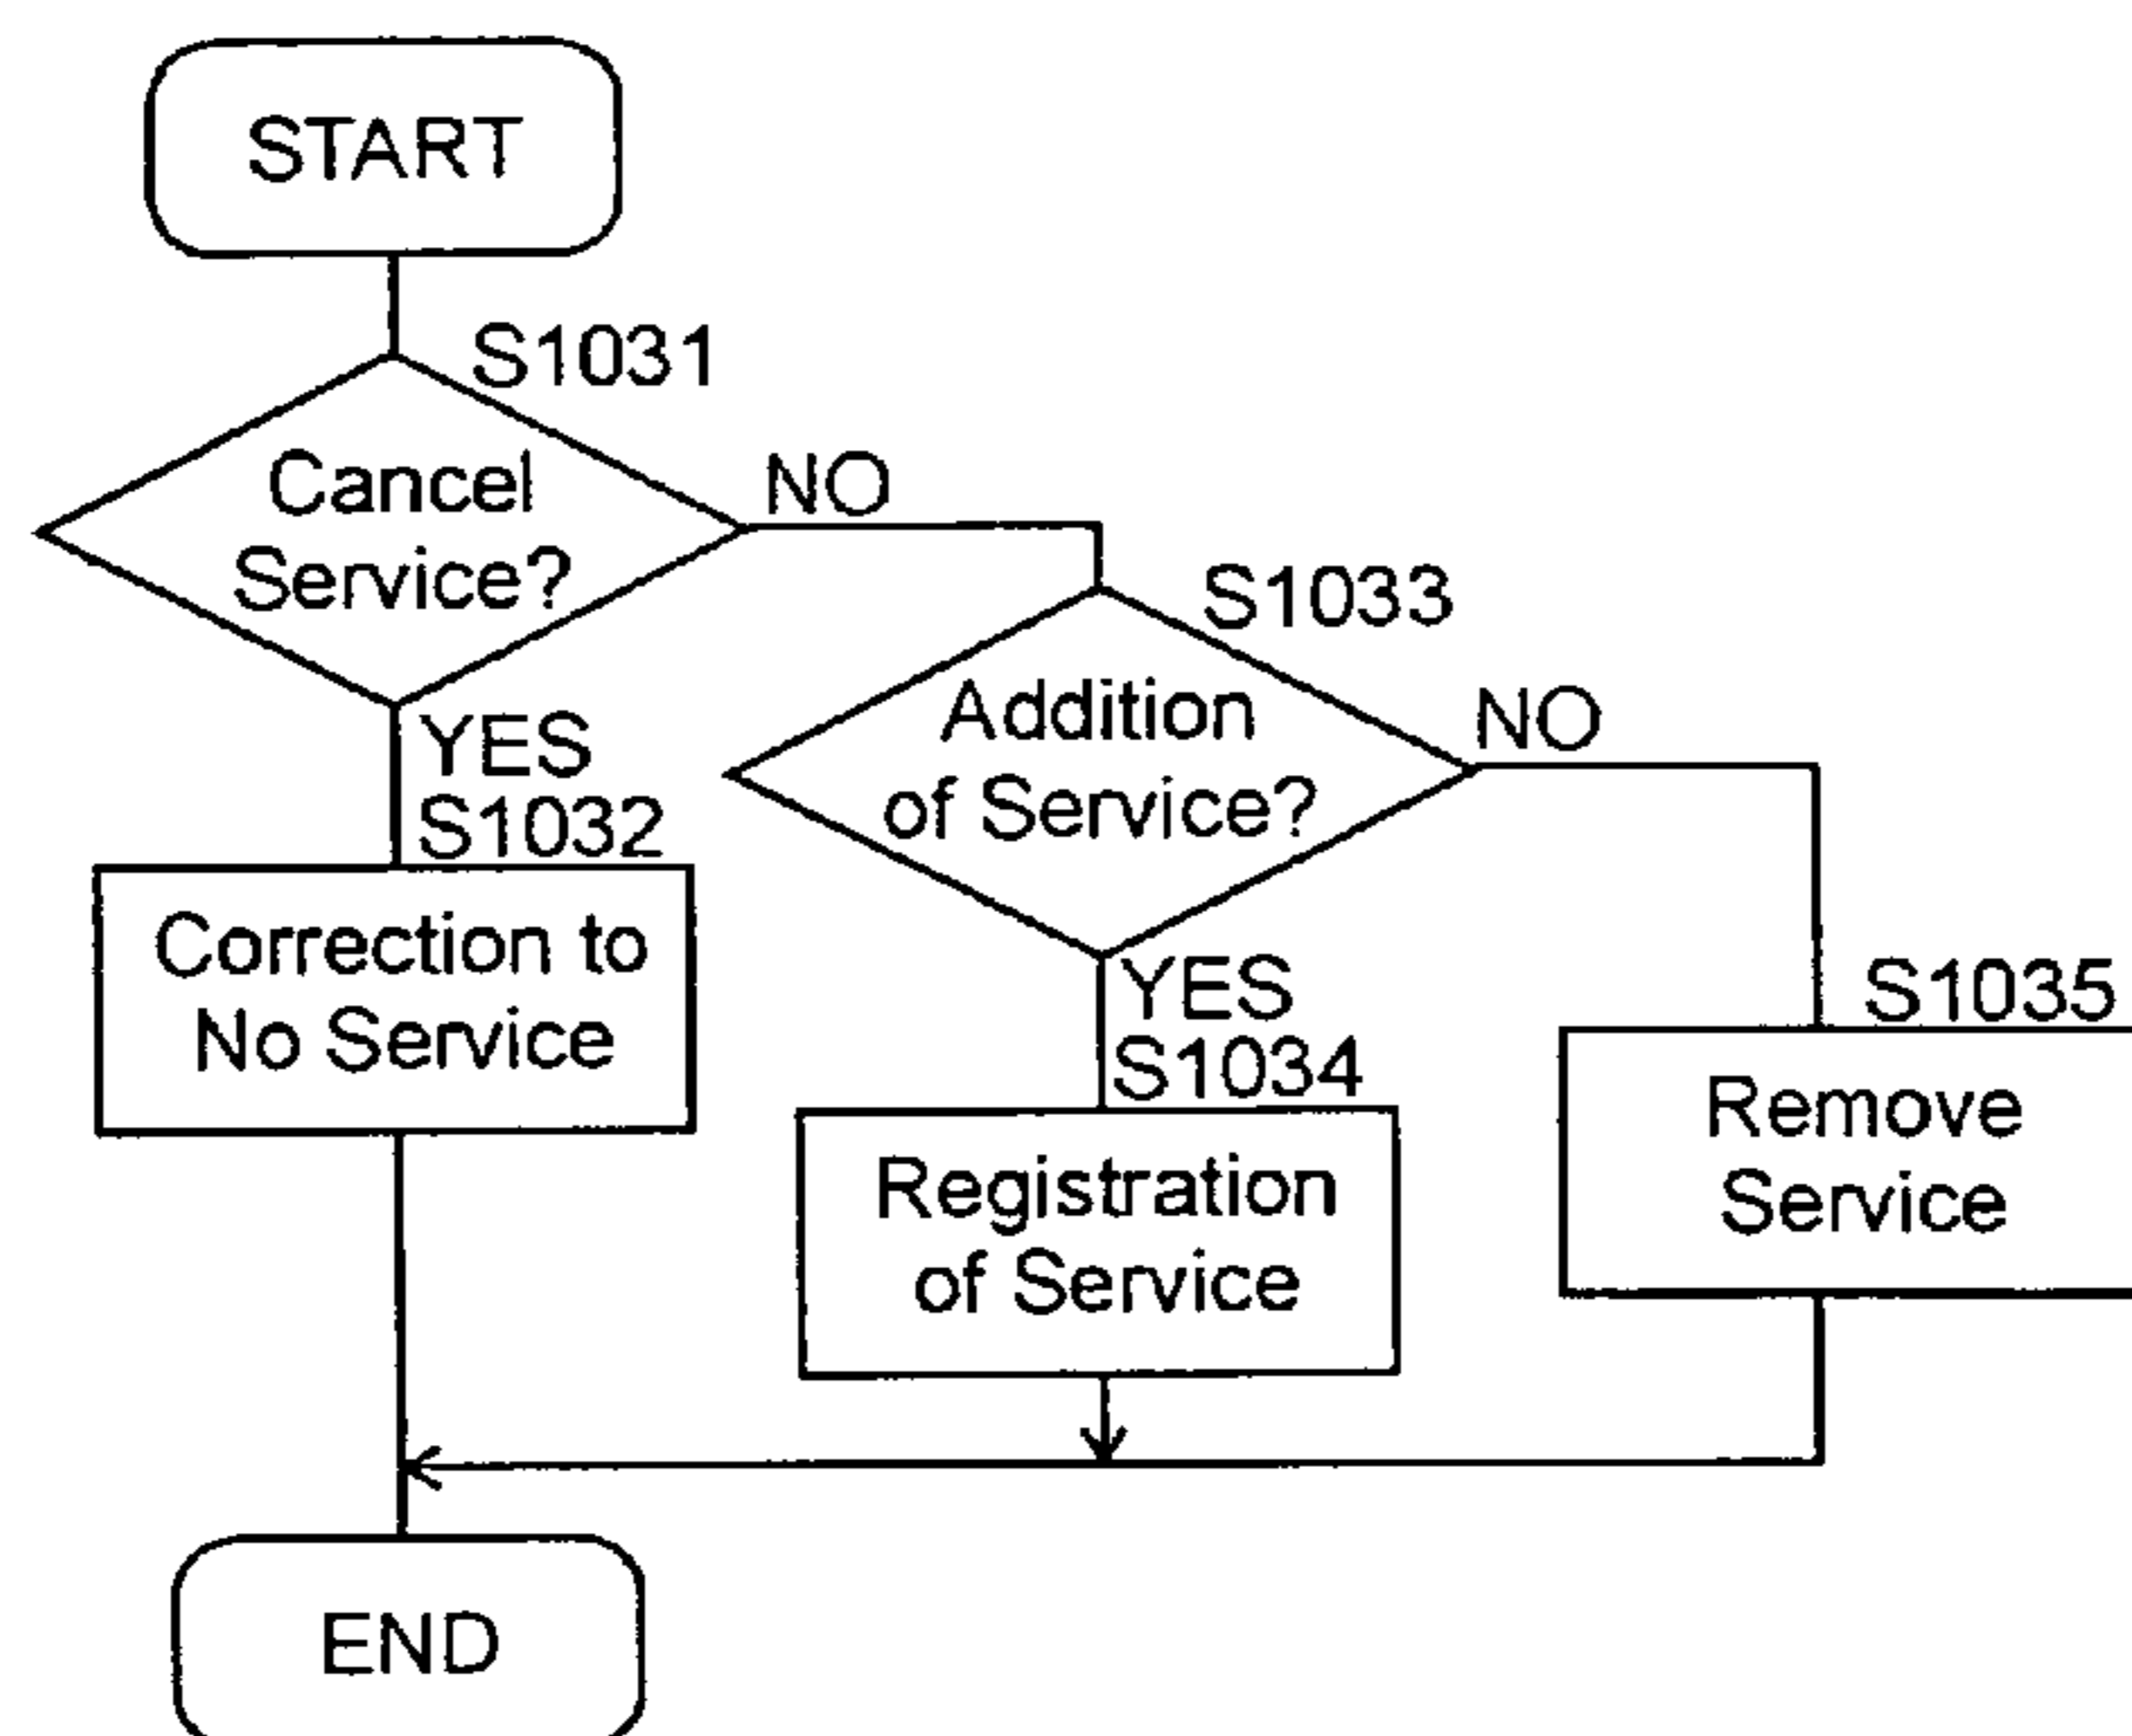 START
S1031
Cancel
Service?
NO
YES
S1032
Correction to
No Service
S1033
Addition
of Service?
NO
YES
S1034
Registration
of Service
S1035
Remove
Service
END